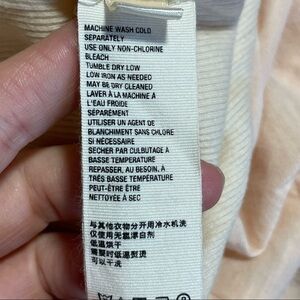 MACHINE WASH COLD
SEPARATELY
USE ONLY NON-CHLORINE
BLEACH
TUMBLE DRY LOW
LOW IRON AS NEEDED
MAY BE DRY CLEANED
LAVER À LA MACHINE A
L'EAU FROIDE
SÉPARÉMENT
UTILISER UN AGENT DE
BLANCHIMENT SANS CHLORE
SI NÉCESSAIRE
SECHER PAR CULBUTAGE À
BASSE TEMPÉRATURE
REPASSER, AU BESOIN, À
TRÈS BASSE TEMPÉRATURE
PEUT-ÊTRE ÊTRE
NETTOYÉE À SEC
与其他衣物分开用冷水机洗
仅使用无氯漂白剂
低温烘干
需要时低温熨烫
可以干洗